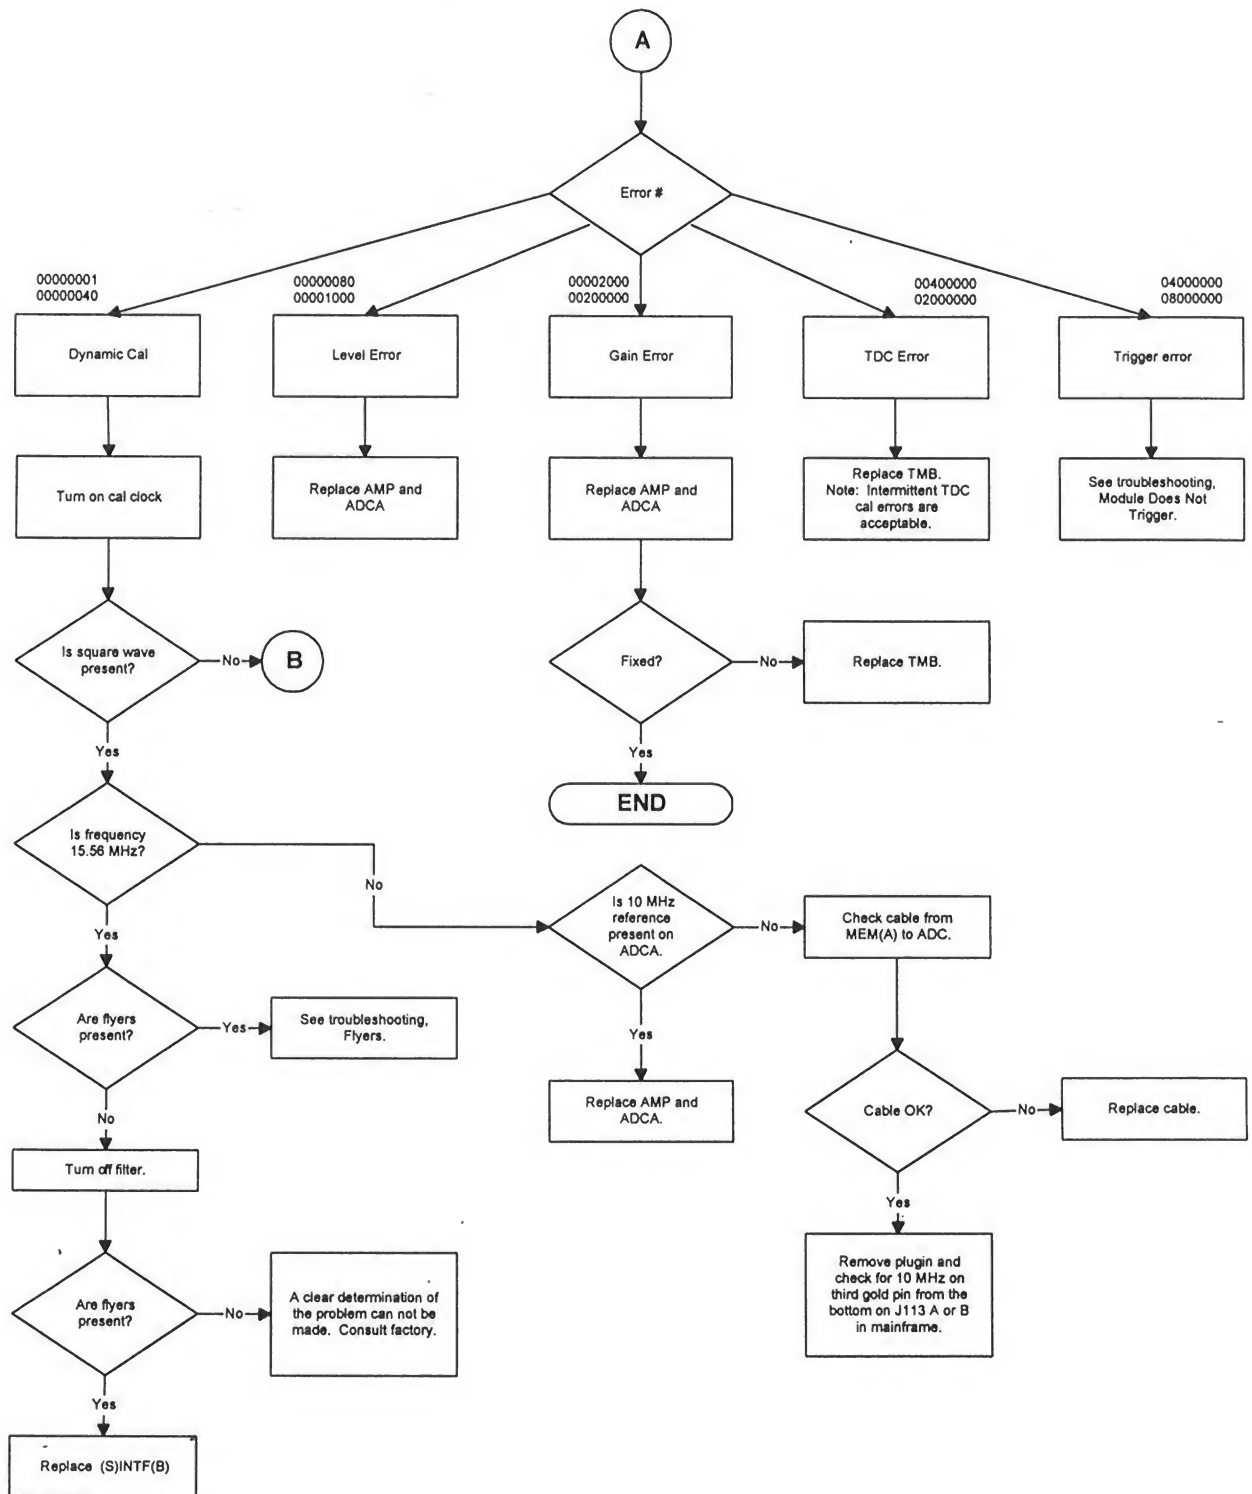 A
Error #
00000001
00000040
00000080
00001000
00002000
00200000
00400000
02000000
04000000
08000000
Dynamic Cal
Level Error
Gain Error
TDC Error
Trigger error
Turn on cal clock
Replace AMP and
ADCA
Replace AMP and
ADCA
Replace TMB.
Note: Intermittent TDC
cal errors are
acceptable.
See troubleshooting,
Module Does Not
Trigger.
Is square wave
present?
No
B
Fixed?
No
Replace TMB.
Yes
Yes
END
Is frequency
15.56 MHz?
No
Is 10 MHz
reference
present on
ADCA.
No
Check cable from
MEM(A) to ADC.
Yes
Are flyers
present?
Yes
See troubleshooting,
Flyers.
Yes
Replace AMP and
ADCA.
Cable OK?
No
Replace cable.
No
Turn off filter.
Yes
Remove plugin and
check for 10 MHz on
third gold pin from the
bottom on J113 A or B
in mainframe.
Are flyers
present?
No
A clear determination of
the problem can not be
made. Consult factory.
Yes
Replace (S)INTF(B)